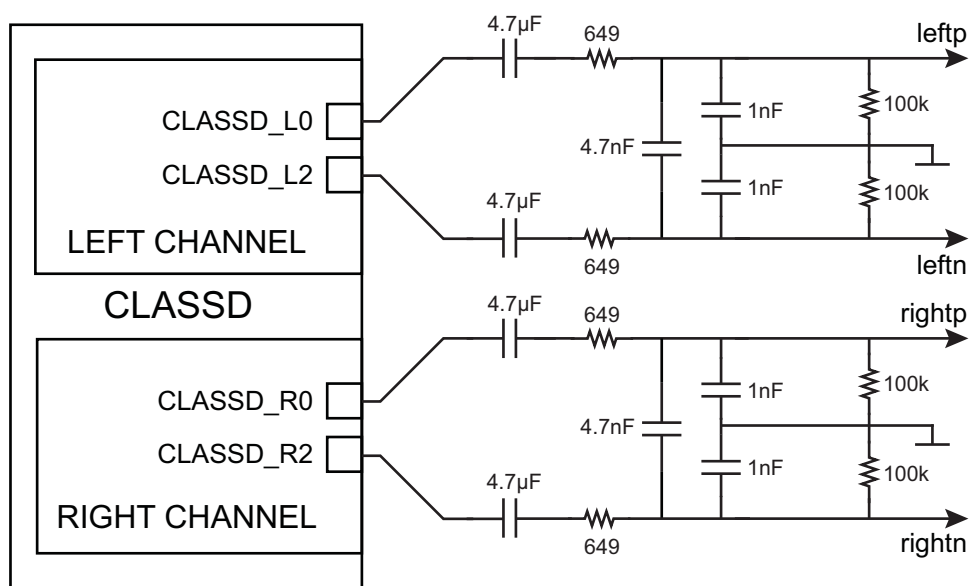 4.7µF
649
leftp
CLASSD_L0
1nF
100k
CLASSD_L2
4.7nF
4.7µF
1nF
100k
LEFT CHANNEL
649
leftn
CLASSD
4.7µF
649
rightp
CLASSD_R0
1nF
100k
4.7nF
CLASSD_R2
4.7µF
1nF
100k
RIGHT CHANNEL
649
rightn